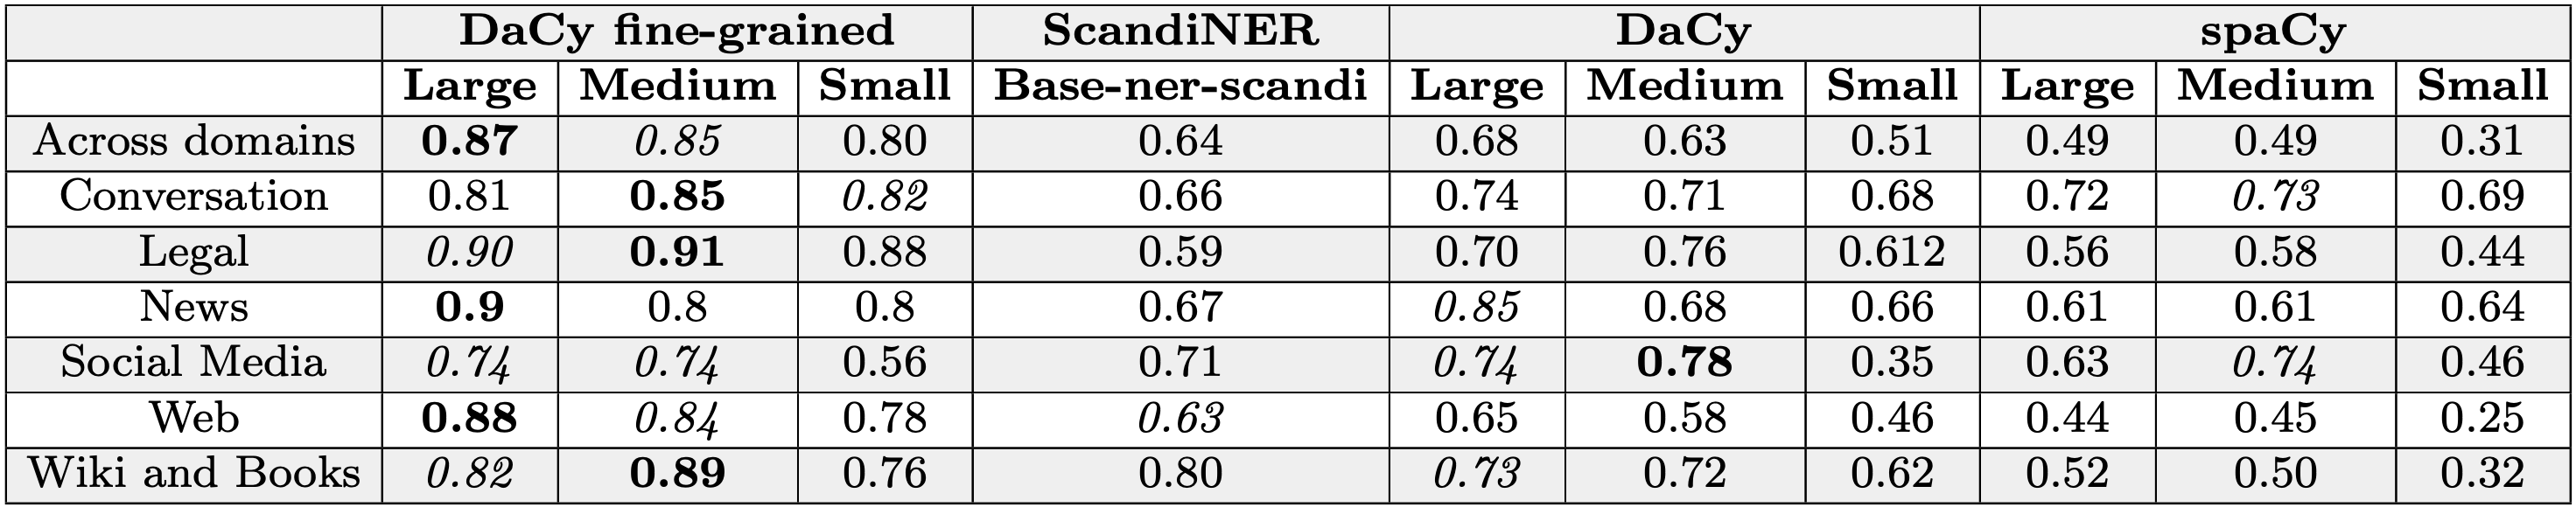 DaCy fine-grained ScandiNER DaCy spaCy
Large Medium Small Base-ner-scandi Large Medium Small Large Medium Small
Across domains 0.87 0.85 0.80 0.64 0.68 0.63 0.51 0.49 0.49 0.31
Conversation 0.81 0.85 0.82 0.66 0.74 0.71 0.68 0.72 0.73 0.69
Legal 0.90 0.91 0.88 0.59 0.70 0.76 0.612 0.56 0.58 0.44
News 0.9 0.8 0.8 0.67 0.85 0.68 0.66 0.61 0.61 0.64
Social Media 0.74 0.74 0.56 0.71 0.74 0.78 0.35 0.63 0.74 0.46
Web 0.88 0.84 0.78 0.63 0.65 0.58 0.46 0.44 0.45 0.25
Wiki and Books 0.82 0.89 0.76 0.80 0.73 0.72 0.62 0.52 0.50 0.32